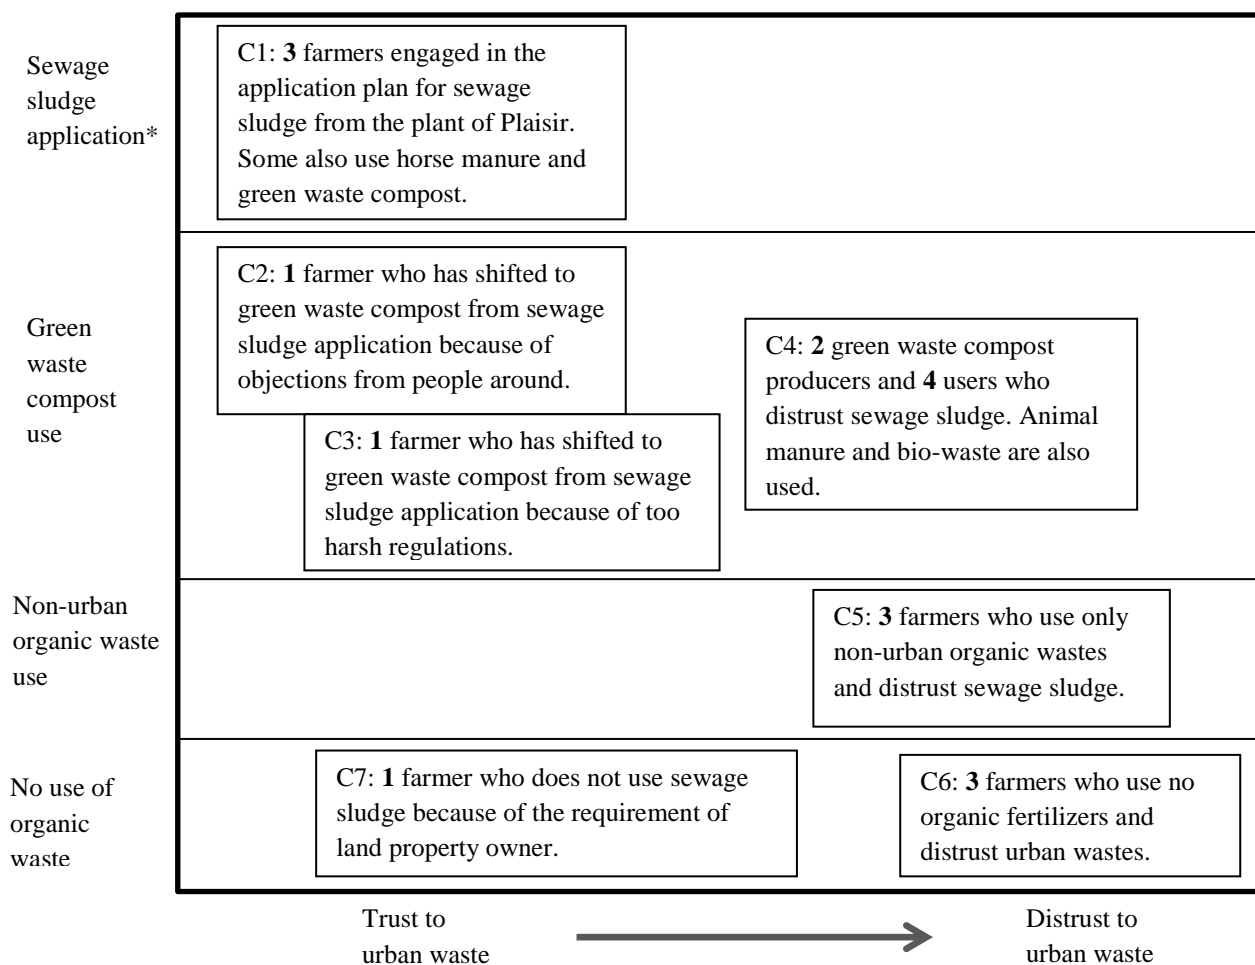 Sewage
sludge
application*
C1: 3 farmers engaged in the
application plan for sewage
sludge from the plant of Plaisir.
Some also use horse manure and
green waste compost.
Green
waste
compost
use
C2: 1 farmer who has shifted to
green waste compost from sewage
sludge application because of
objections from people around.
C3: 1 farmer who has shifted to
green waste compost from sewage
sludge application because of too
harsh regulations.
C4: 2 green waste compost
producers and 4 users who
distrust sewage sludge. Animal
manure and bio-waste are also
used.
Non-urban
organic waste
use
C5: 3 farmers who use only
non-urban organic wastes
and distrust sewage sludge.
No use of
organic
waste
C7: 1 farmer who does not use sewage
sludge because of the requirement of
land property owner.
C6: 3 farmers who use no
organic fertilizers and
distrust urban wastes.
Trust to
urban waste
Distrust to
urban waste